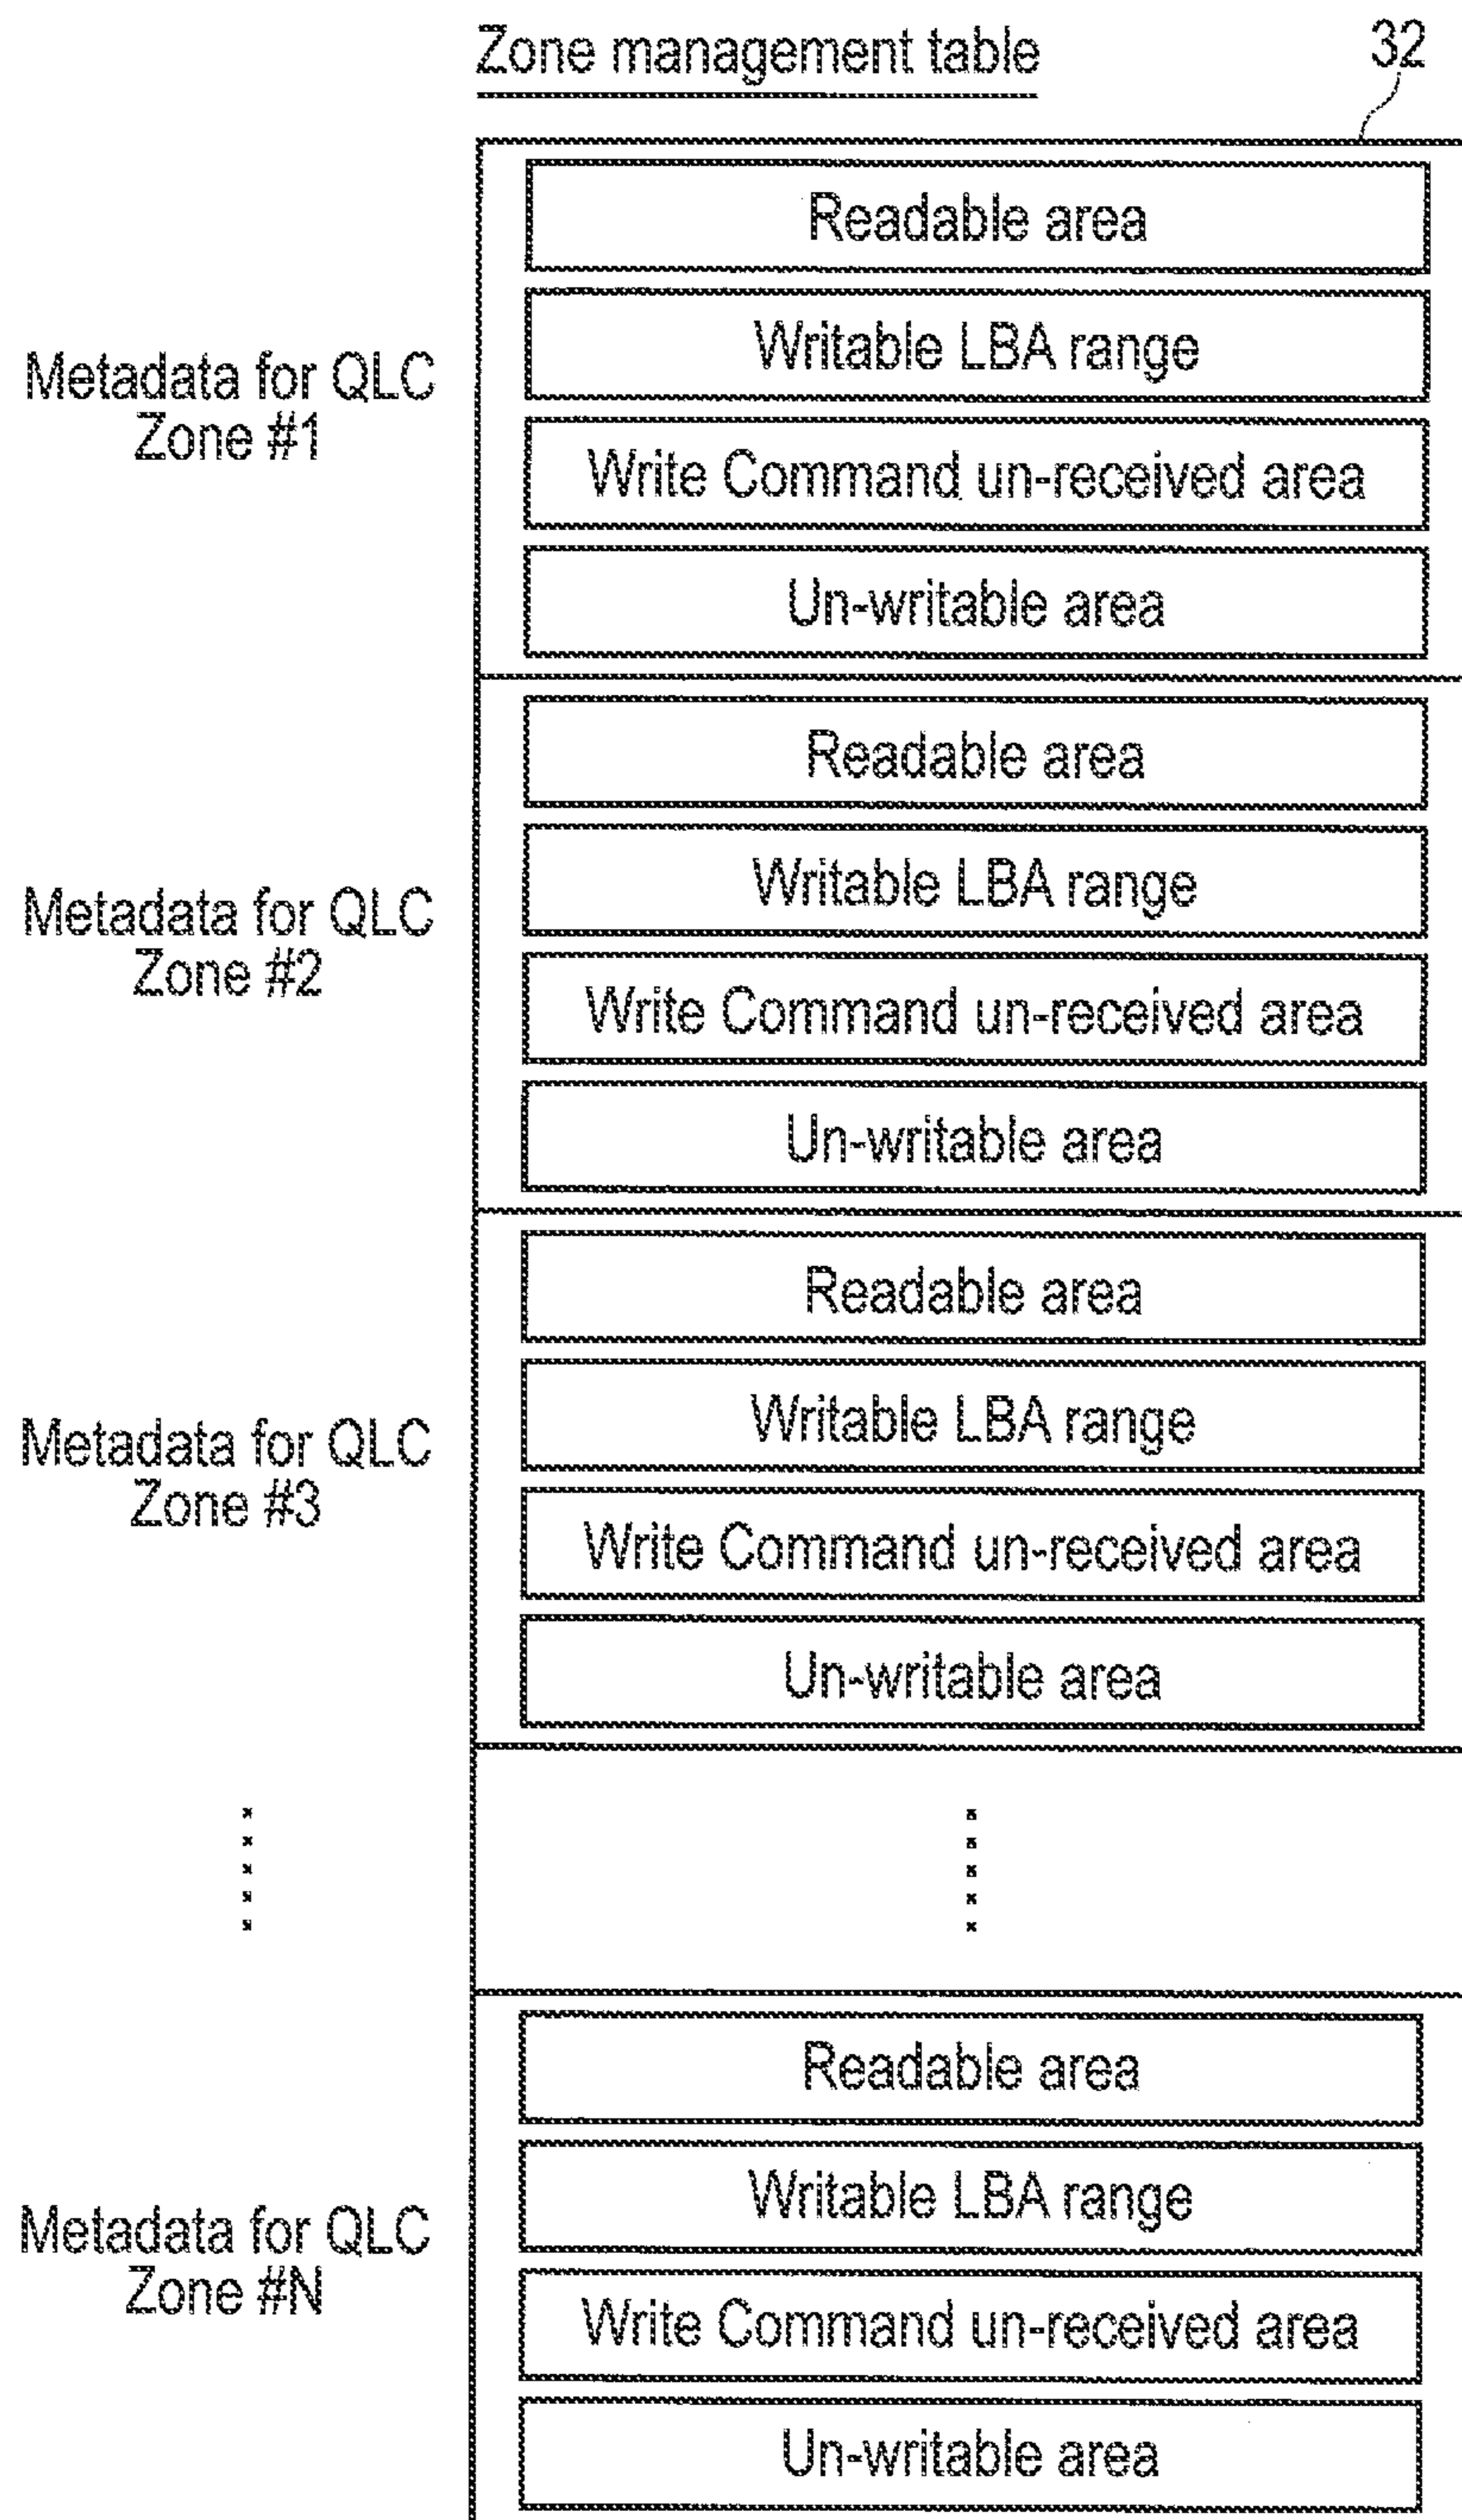 Zone management table
32
Metadata for QLC
Zone #1
Readable area
Writable LBA range
Write Command un-received area
Un-writable area
Metadata for QLC
Zone #2
Readable area
Writable LBA range
Write Command un-received area
Un-writable area
Metadata for QLC
Zone #3
Readable area
Writable LBA range
Write Command un-received area
Un-writable area
Metadata for QLC
Zone #N
Readable area
Writable LBA range
Write Command un-received area
Un-writable area